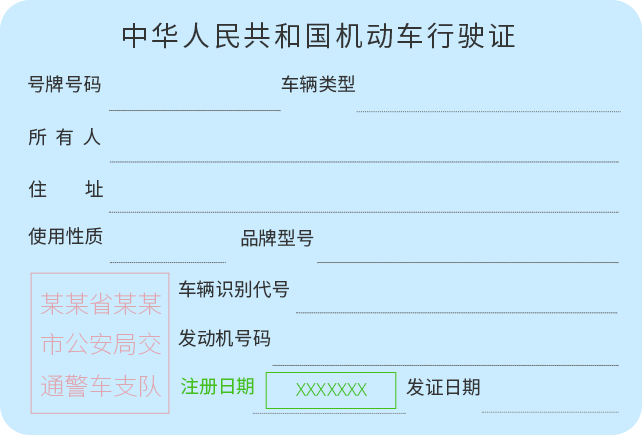 中华人民共和国机动车行驶证
号牌号码 车辆类型
所 有 人
住 址
使用性质 品牌型号
车辆识别代号
某某省某某
发动机号码
市公安局交
注册日期 XXXXXXX 发证日期
通警车支队